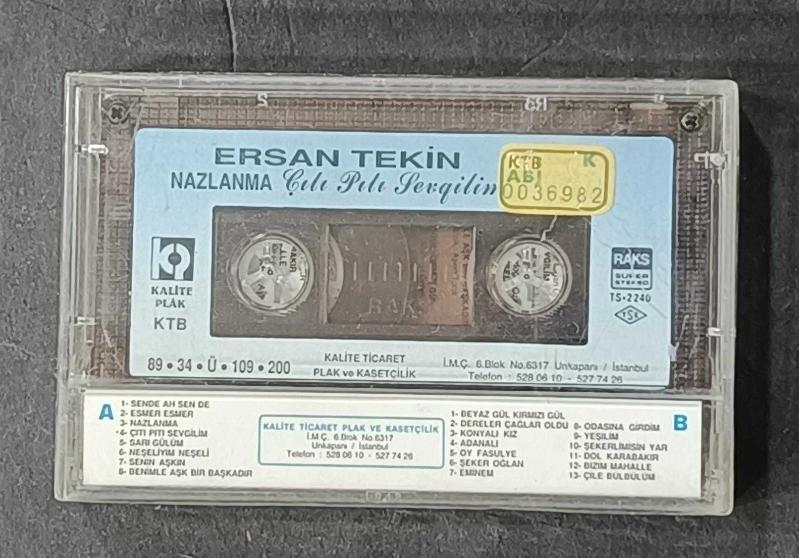 ERSAN TEKİN
NAZLANMA Çılı Pılı Sevgilim
KTB K
ABI
0036982
KALİTE
PLÂK
KTB
RAKS
SUPER
STEREO
TS-2240
TSE
89 • 34 • Ü • 109 • 200
KALİTE TİCARET
PLAK ve KASETÇİLİK
İ.M.Ç. 6.Blok No.6317 Unkapanı / İstanbul
Telefon : 528 06 10 - 527 74 26
A
1- SENDE AH SEN DE
2- ESMER ESMER
3- NAZLANMA
4- ÇITI PITI SEVGİLİM
5- SARI GÜLÜM
6- NEŞELİYİM NEŞELİ
7- SENİN AŞKIN
8- BENİMLE AŞK BİR BAŞKADIR
KALİTE TİCARET PLAK VE KASETÇİLİK
İ.M.Ç. 6.Blok No.6317
Unkapanı / İstanbul
Telefon : 528 06 10 - 527 74 26
1- BEYAZ GÜL KIRMIZI GÜL
2- DERELER ÇAĞLAR OLDU
3- KONYALI KIZ
4- ADANALI
5- OY FASULYE
6- ŞEKER OĞLAN
7- EMİNEM
8- ODASINA GİRDİM
9- YEŞİLİM
10- ŞEKERLİMİSİN YAR
11- DOL KARABAKIR
12- BİZİM MAHALLE
13- ÇİLE BÜLBÜLÜM
B